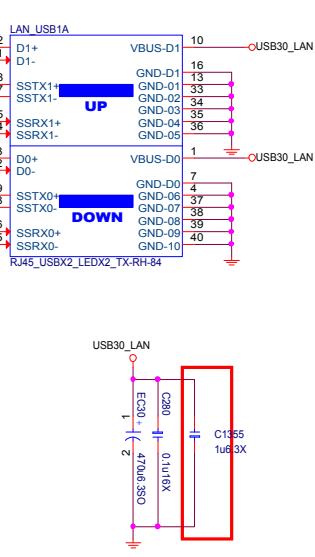 LAN_USB1A
D1+ VBUS-D1 10 USB30_LAN
D1-
GND-D1 16
SSTX1+ GND-01 13
SSTX1- GND-02 33
UP GND-03 34
SSRX1+ GND-04 35
SSRX1- GND-05 36
D0+ VBUS-D0 1 USB30_LAN
D0-
GND-D0 7
SSTX0+ GND-06 4
SSTX0- GND-07 37
DOWN GND-08 38
SSRX0+ GND-09 39
SSRX0- GND-10 40
RJ45_USBX2_LEDX2_TX-RH-84
USB30_LAN
1 EC30 + 2 470u6.3SO
C280 0.1u16X
C1355
1u6.3X